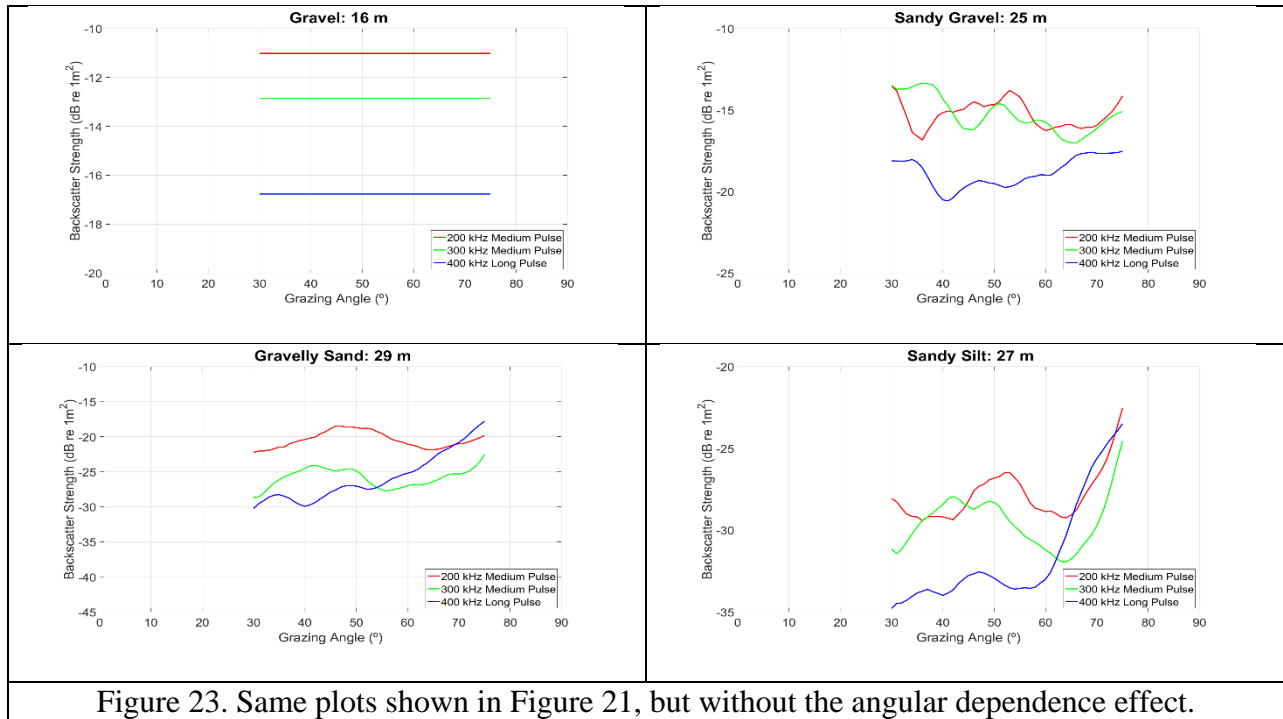 Gravel: 16 m
-10
-12
-14
-16
-18
-20
Backscatter Strength (dB re 1m²)
0 10 20 30 40 50 60 70 80 90
Grazing Angle (º)
200 kHz Medium Pulse
300 kHz Medium Pulse
400 kHz Long Pulse
Sandy Gravel: 25 m
-10
-15
-20
-25
Backscatter Strength (dB re 1m²)
0 10 20 30 40 50 60 70 80 90
Grazing Angle (º)
200 kHz Medium Pulse
300 kHz Medium Pulse
400 kHz Long Pulse
Gravelly Sand: 29 m
-10
-15
-20
-25
-30
-35
-40
-45
Backscatter Strength (dB re 1m²)
0 10 20 30 40 50 60 70 80 90
Grazing Angle (º)
200 kHz Medium Pulse
300 kHz Medium Pulse
400 kHz Long Pulse
Sandy Silt: 27 m
-20
-25
-30
-35
Backscatter Strength (dB re 1m²)
0 10 20 30 40 50 60 70 80 90
Grazing Angle (º)
200 kHz Medium Pulse
300 kHz Medium Pulse
400 kHz Long Pulse
Figure 23. Same plots shown in Figure 21, but without the angular dependence effect.